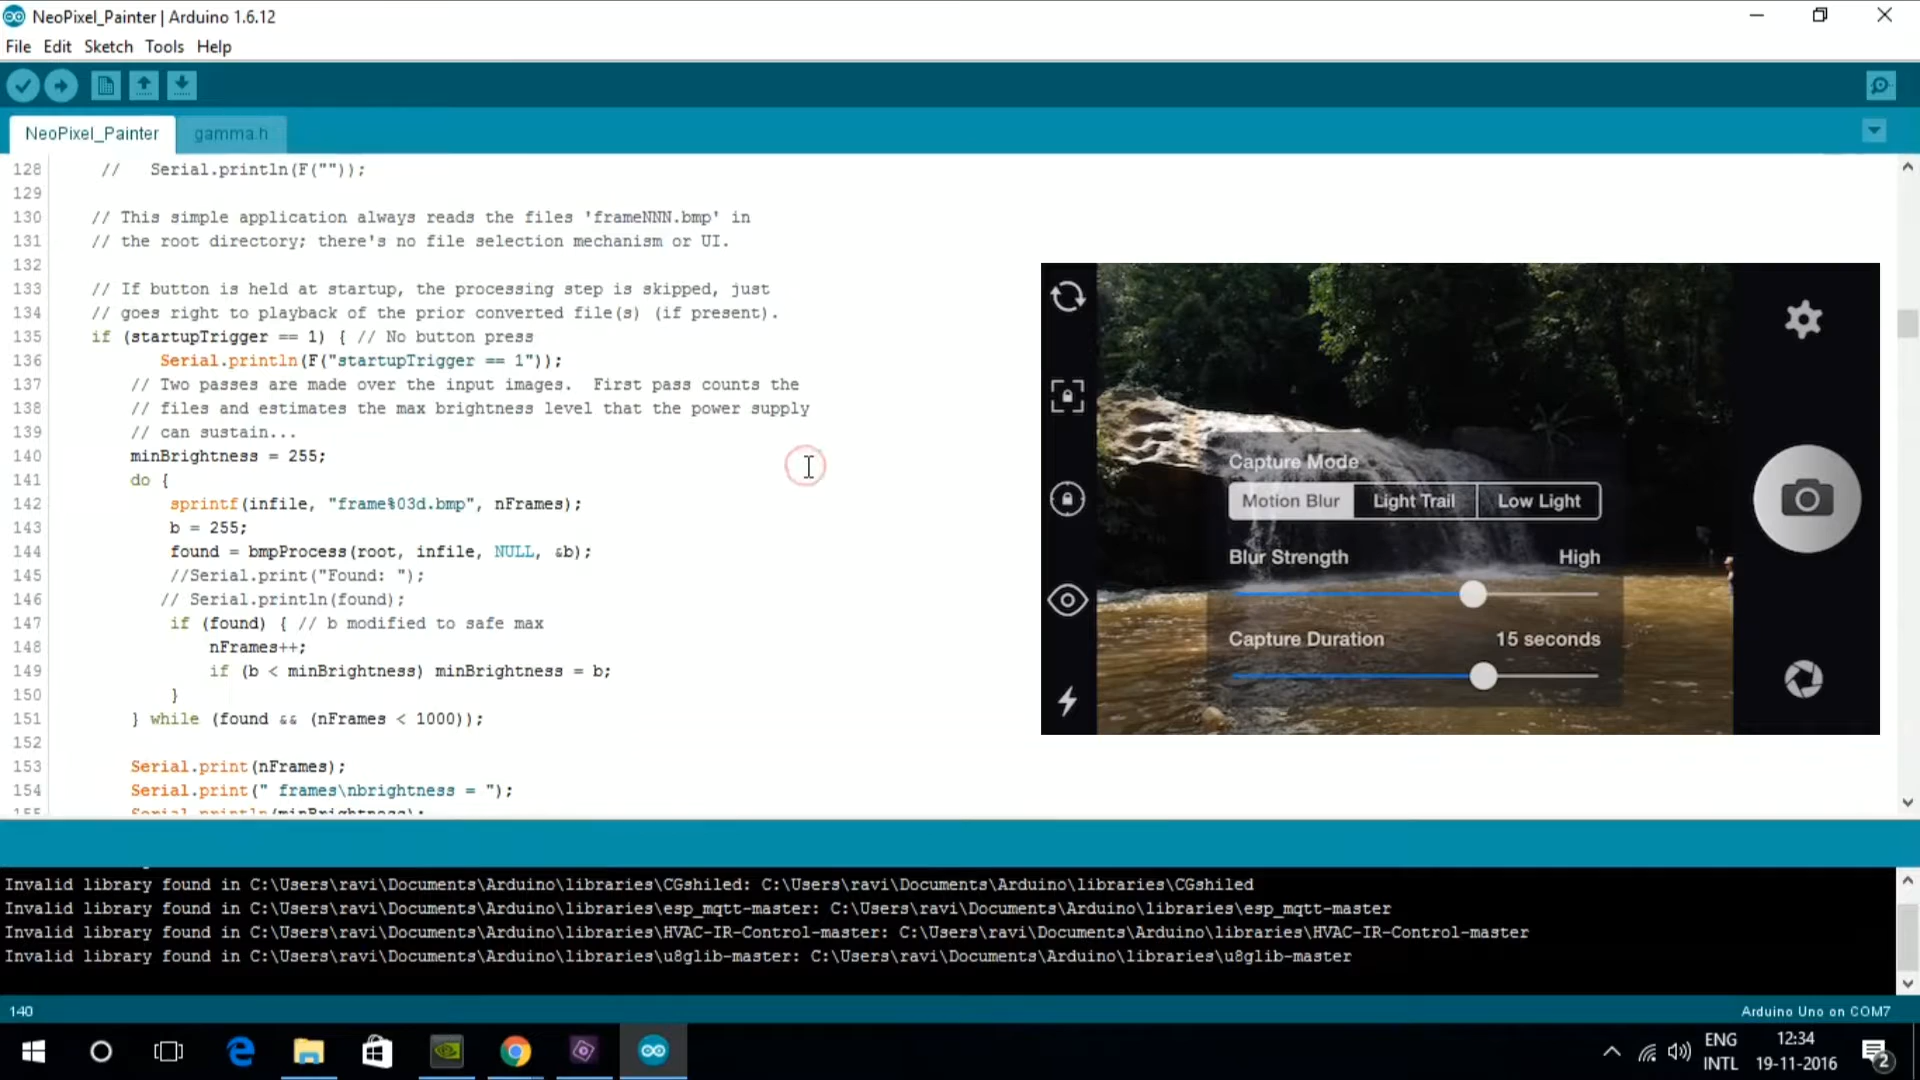 NeoPixel_Painter | Arduino 1.6.12
File Edit Sketch Tools Help
NeoPixel_Painter gamma.h
128 // Serial.println(F(""));
129
130 // This simple application always reads the files 'frameNNN.bmp' in
131 // the root directory; there's no file selection mechanism or UI.
132
133 // If button is held at startup, the processing step is skipped, just
134 // goes right to playback of the prior converted file(s) (if present).
135 if (startupTrigger == 1) { // No button press
136 Serial.println(F("startupTrigger == 1"));
137 // Two passes are made over the input images.  First pass counts the
138 // files and estimates the max brightness level that the power supply
139 // can sustain...
140 minBrightness = 255;
141 do {
142 sprintf(infile, "frame%03d.bmp", nFrames);
143 b = 255;
144 found = bmpProcess(root, infile, NULL, &b);
145 //Serial.print("Found: ");
146 // Serial.println(found);
147 if (found) { // b modified to safe max
148 nFrames++;
149 if (b < minBrightness) minBrightness = b;
150 }
151 } while (found && (nFrames < 1000));
152
153 Serial.print(nFrames);
154 Serial.print(" frames\nbrightness = ");
155 Serial.println(minBrightness);
Capture Mode
Motion Blur Light Trail Low Light
Blur Strength High
Capture Duration 15 seconds
Invalid library found in C:\Users\ravi\Documents\Arduino\libraries\CGshiled: C:\Users\ravi\Documents\Arduino\libraries\CGshiled
Invalid library found in C:\Users\ravi\Documents\Arduino\libraries\esp_mqtt-master: C:\Users\ravi\Documents\Arduino\libraries\esp_mqtt-master
Invalid library found in C:\Users\ravi\Documents\Arduino\libraries\HVAC-IR-Control-master: C:\Users\ravi\Documents\Arduino\libraries\HVAC-IR-Control-master
Invalid library found in C:\Users\ravi\Documents\Arduino\libraries\u8glib-master: C:\Users\ravi\Documents\Arduino\libraries\u8glib-master
140 Arduino Uno on COM7
ENG 12:34
INTL 19-11-2016 2